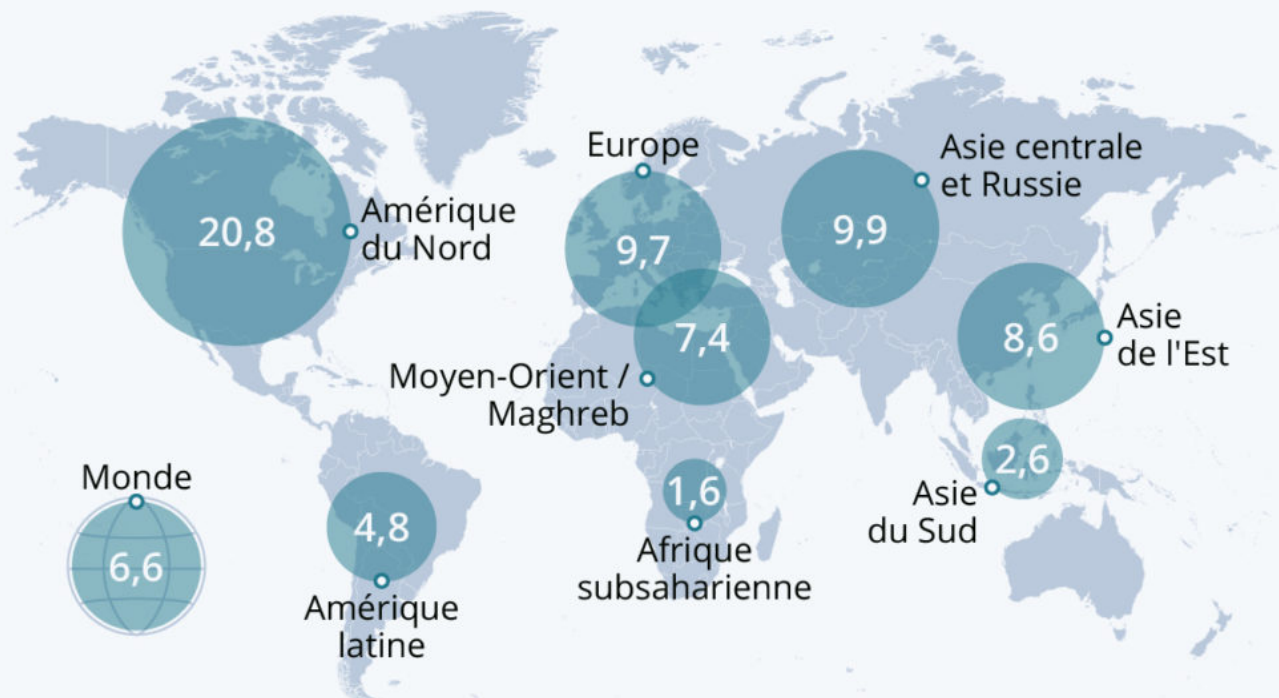 20,8
Amérique
du Nord
Europe
9,7
Asie centrale
et Russie
9,9
7,4
Moyen-Orient /
Maghreb
8,6
Asie
de l'Est
2,6
Asie
du Sud
1,6
Afrique
subsaharienne
4,8
Amérique
latine
Monde
6,6